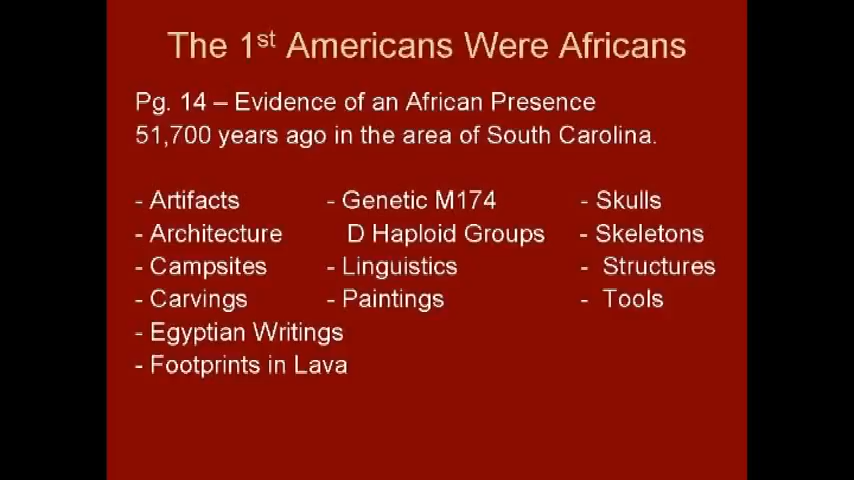 The 1st Americans Were Africans
Pg. 14 – Evidence of an African Presence
51,700 years ago in the area of South Carolina.
- Artifacts - Genetic M174 - Skulls
- Architecture D Haploid Groups - Skeletons
- Campsites - Linguistics - Structures
- Carvings - Paintings - Tools
- Egyptian Writings
- Footprints in Lava